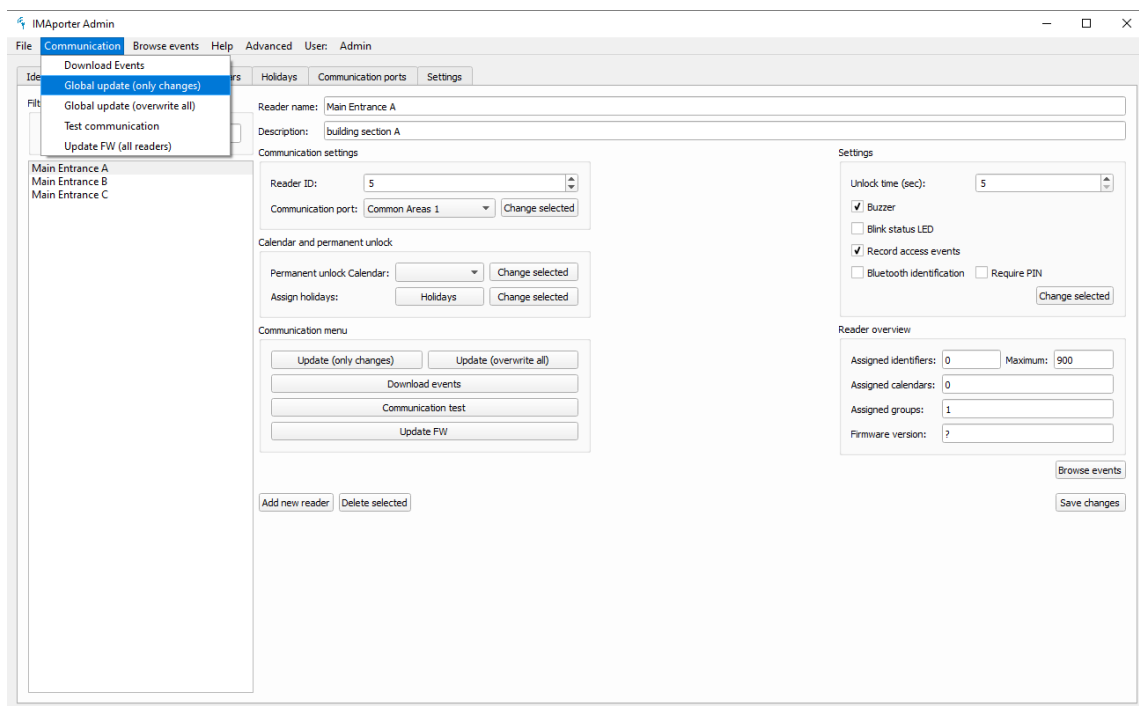 IMAporter Admin
File Communication Browse events Help Advanced User: Admin
Download Events
Global update (only changes)
Global update (overwrite all)
Test communication
Update FW (all readers)
Holidays Communication ports Settings
Main Entrance A
Main Entrance B
Main Entrance C
Reader name: Main Entrance A
Description: building section A
Communication settings
Reader ID: 5
Communication port: Common Areas 1 Change selected
Calendar and permanent unlock
Permanent unlock Calendar: Change selected
Assign holidays: Holidays Change selected
Communication menu
Update (only changes) Update (overwrite all)
Download events
Communication test
Update FW
Add new reader Delete selected
Settings
Unlock time (sec): 5
Buzzer
Blink status LED
Record access events
Bluetooth identification Require PIN
Change selected
Reader overview
Assigned identifiers: 0 Maximum: 900
Assigned calendars: 0
Assigned groups: 1
Firmware version: ?
Browse events
Save changes